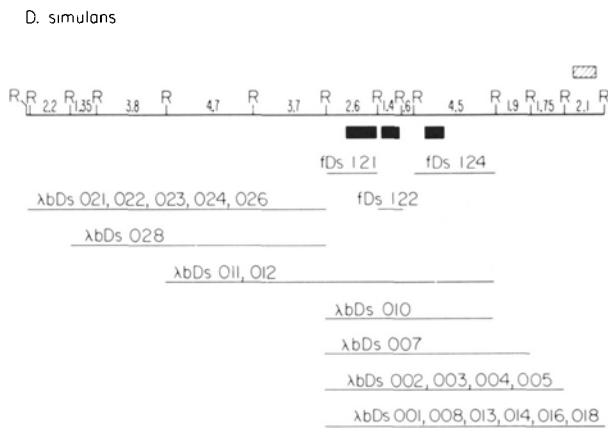 D. simulans
R R R R R R R R R R R R R
2.2 1.35 3.8 4.7 3.7 2.6 1.4 .6 4.5 1.9 1.75 2.1
fDs 121 fDs 124
λbDs 021, 022, 023, 024, 026 fDs 122
λbDs 028
λbDs 011, 012
λbDs 010
λbDs 007
λbDs 002, 003, 004, 005
λbDs 001, 008, 013, 014, 016, 018